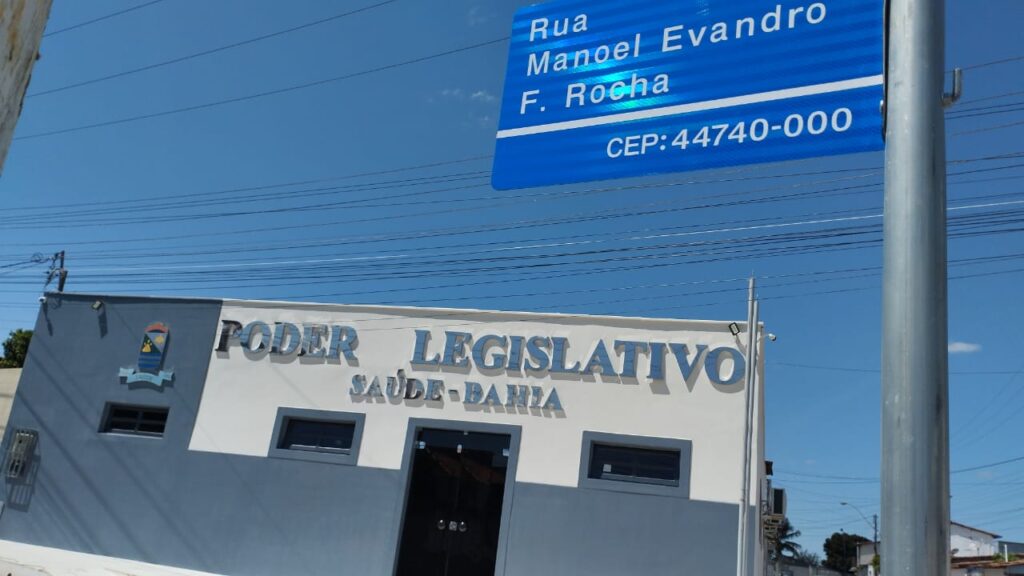 Rua
Manoel Evandro
F. Rocha
CEP: 44740-000
PODER LEGISLATIVO
SAÚDE - BAHIA